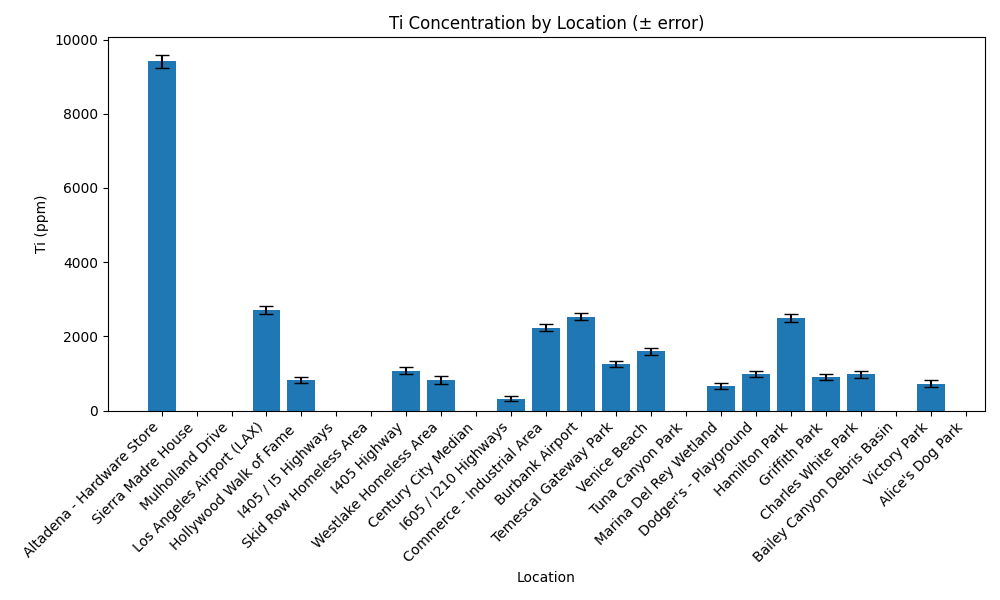 Ti Concentration by Location (± error)
10000
8000
6000
4000
2000
0
Ti (ppm)
Altadena - Hardware Store
Sierra Madre House
Mulholland Drive
Los Angeles Airport (LAX)
Hollywood Walk of Fame
I405 / I5 Highways
Skid Row Homeless Area
I405 Highway
Westlake Homeless Area
Century City Median
I605 / I210 Highways
Commerce - Industrial Area
Burbank Airport
Temescal Gateway Park
Venice Beach
Tuna Canyon Park
Marina Del Rey Wetland
Dodger's - Playground
Hamilton Park
Griffith Park
Charles White Park
Bailey Canyon Debris Basin
Victory Park
Alice's Dog Park
Location